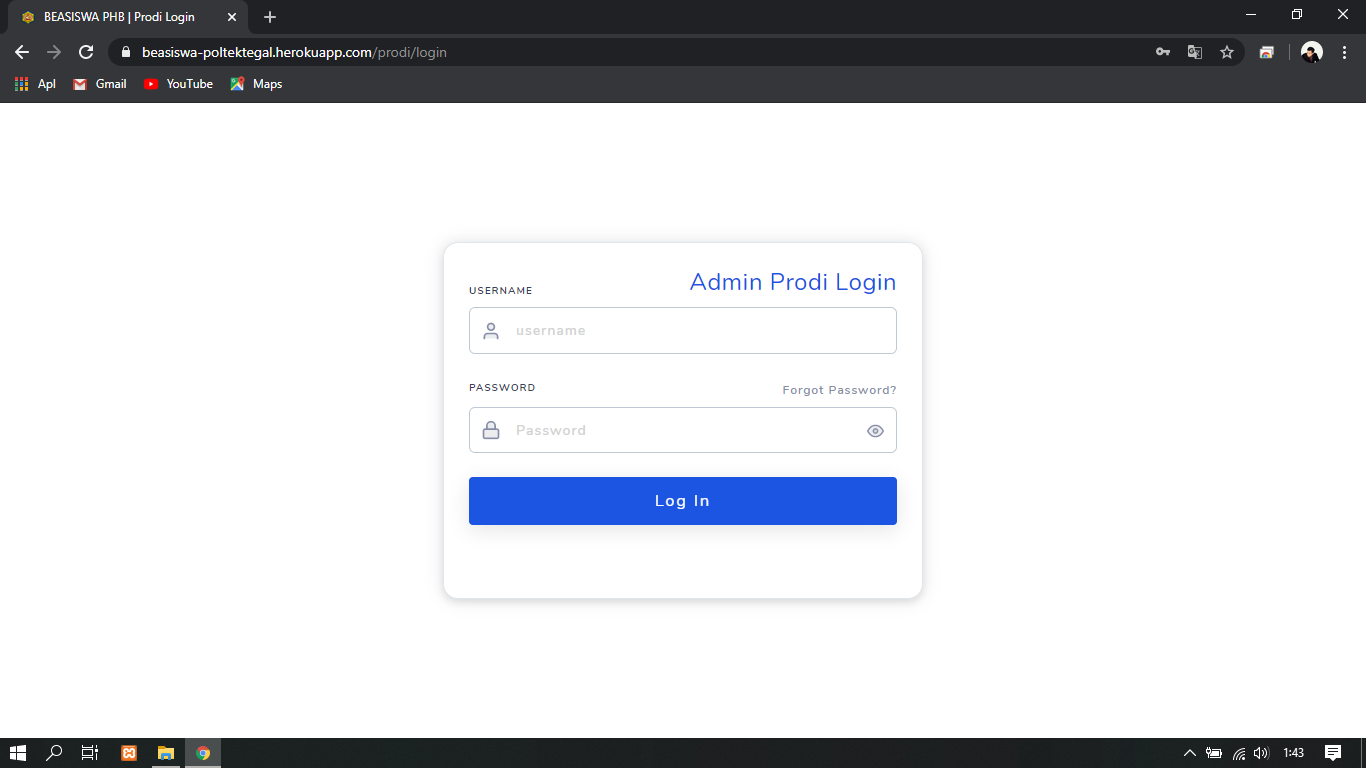 BEASISWA PHB | Prodi Login
beasiswa-poltektegal.herokuapp.com/prodi/login
Apl Gmail YouTube Maps
Admin Prodi Login
USERNAME
username
PASSWORD Forgot Password?
Password
Log In
1:43